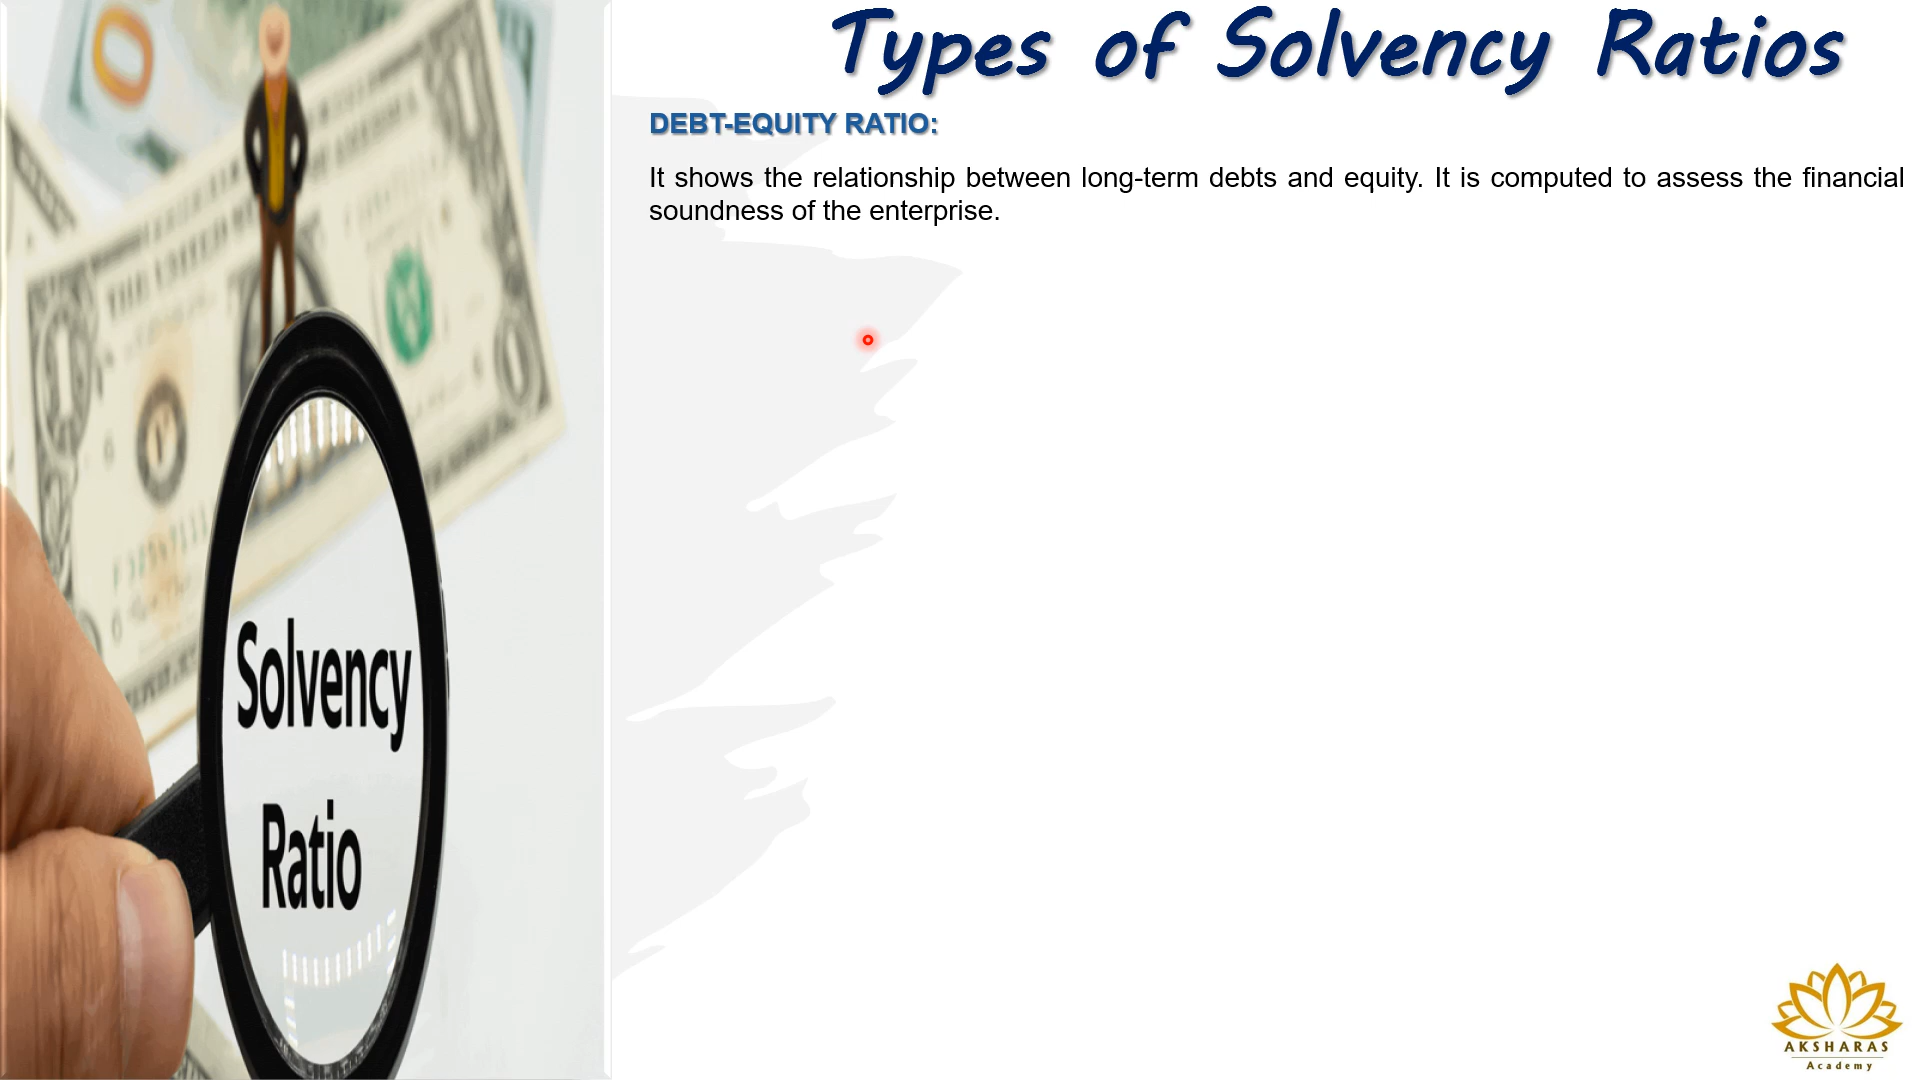 Types of Solvency Ratios
DEBT-EQUITY RATIO:
It shows the relationship between long-term debts and equity. It is computed to assess the financial
soundness of the enterprise.
Solvency
Ratio
AKSHARAS
Academy